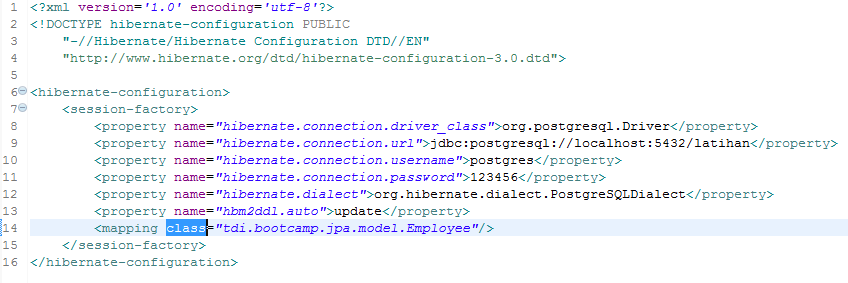 1 <?xml version='1.0' encoding='utf-8'?>
2 <!DOCTYPE hibernate-configuration PUBLIC
3     "-//Hibernate/Hibernate Configuration DTD//EN"
4     "http://www.hibernate.org/dtd/hibernate-configuration-3.0.dtd">
5
6 <hibernate-configuration>
7     <session-factory>
8         <property name="hibernate.connection.driver_class">org.postgresql.Driver</property>
9         <property name="hibernate.connection.url">jdbc:postgresql://localhost:5432/latihan</property>
10         <property name="hibernate.connection.username">postgres</property>
11         <property name="hibernate.connection.password">123456</property>
12         <property name="hibernate.dialect">org.hibernate.dialect.PostgreSQLDialect</property>
13         <property name="hbm2ddl.auto">update</property>
14         <mapping class="tdi.bootcamp.jpa.model.Employee"/>
15     </session-factory>
16 </hibernate-configuration>